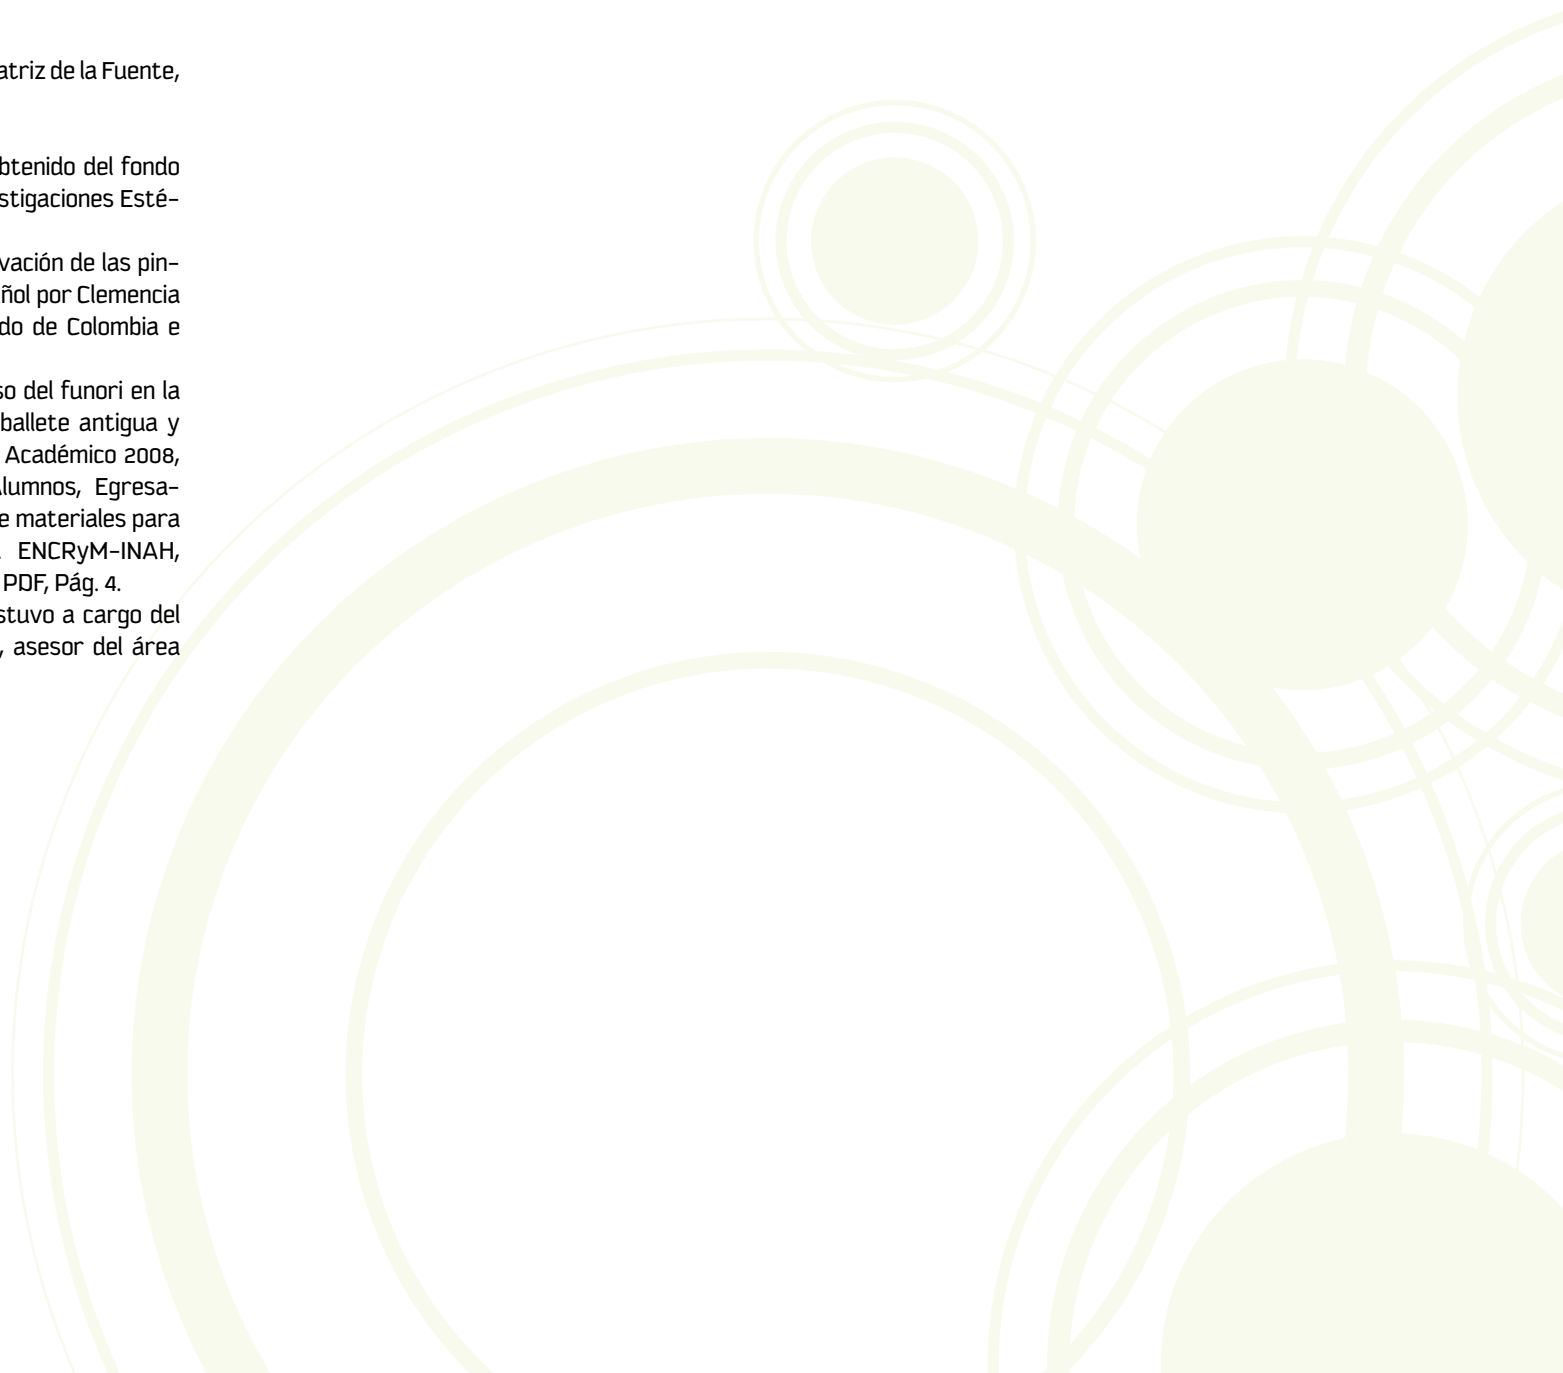 atriz de la Fuente,
btenido del fondo
stigaciones Esté-
vación de las pin-
ñol por Clemencia
do de Colombia e
so del funori en la
ballete antigua y
Académico 2008,
lumnos, Egresa-
e materiales para
. ENCRyM-INAH,
PDF, Pág. 4.
stuvo a cargo del
, asesor del área